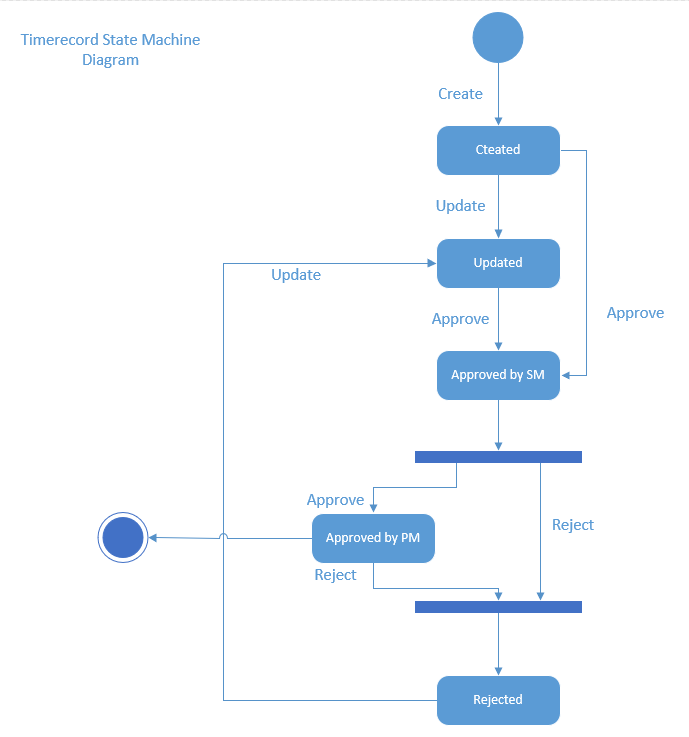 Timerecord State Machine
Diagram
Create
Cteated
Update
Updated
Update
Approve
Approve
Approved by SM
Approve
Approved by PM
Reject
Reject
Rejected